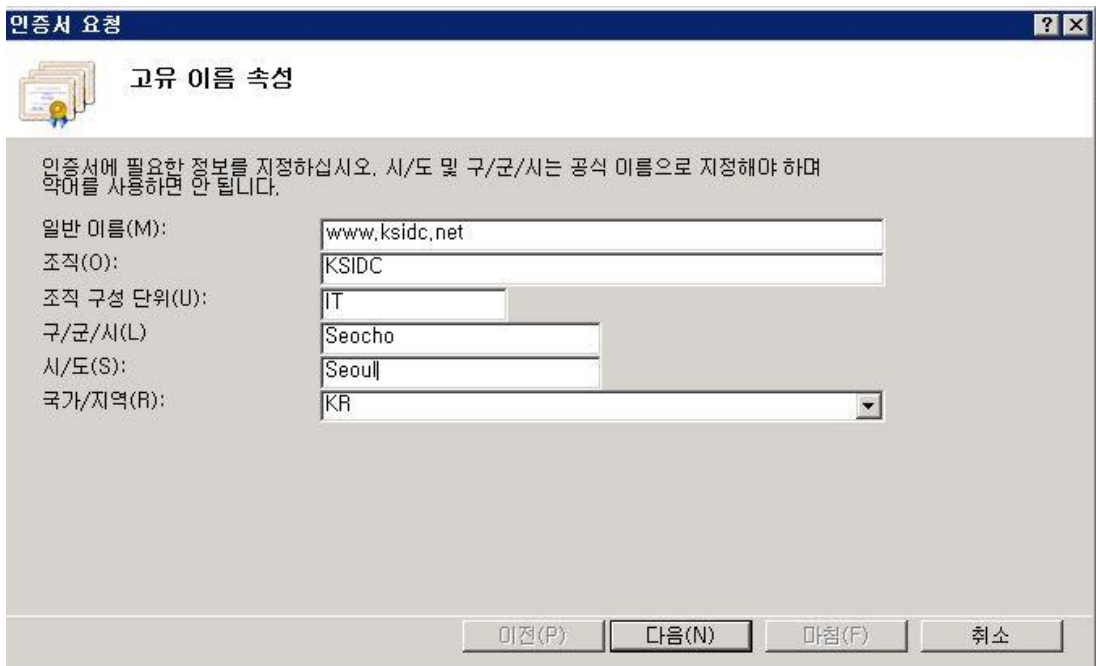 인증서 요청
고유 이름 속성
인증서에 필요한 정보를 지정하십시오. 시/도 및 구/군/시는 공식 이름으로 지정해야 하며
약어를 사용하면 안 됩니다.
일반 이름(M): www.ksidc.net
조직(O): KSIDC
조직 구성 단위(U): IT
구/군/시(L) Seocho
시/도(S): Seoul
국가/지역(R): KR
이전(P) 다음(N) 마침(F) 취소